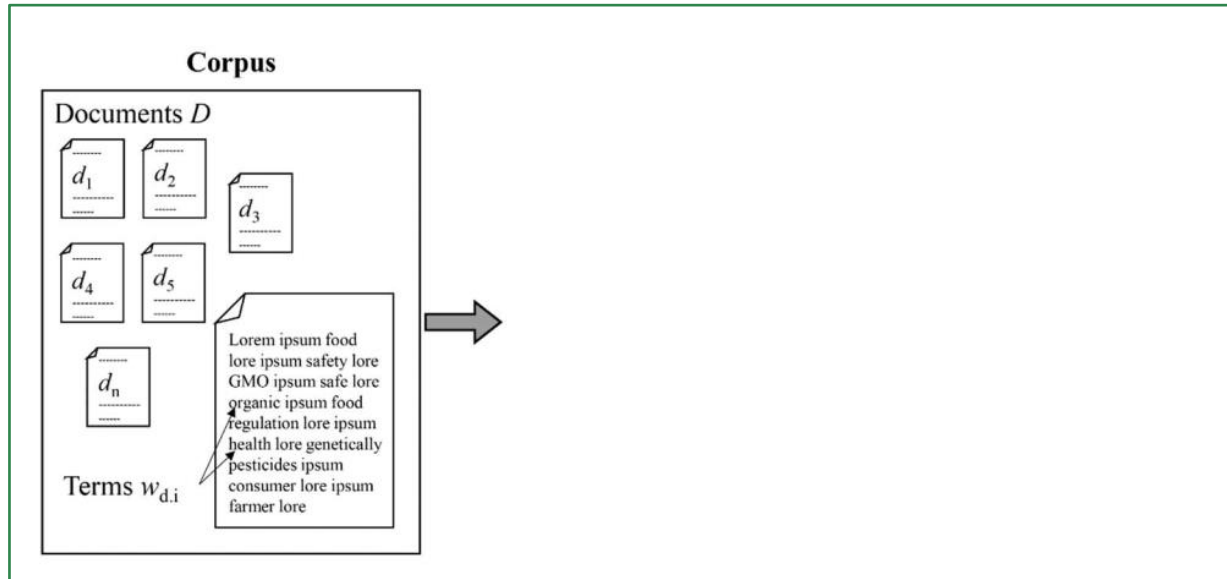 Corpus
Documents D
d1
d2
d3
d4
d5
dn
Lorem ipsum food
lore ipsum safety lore
GMO ipsum safe lore
organic ipsum food
regulation lore ipsum
health lore genetically
pesticides ipsum
consumer lore ipsum
farmer lore
Terms wd.i